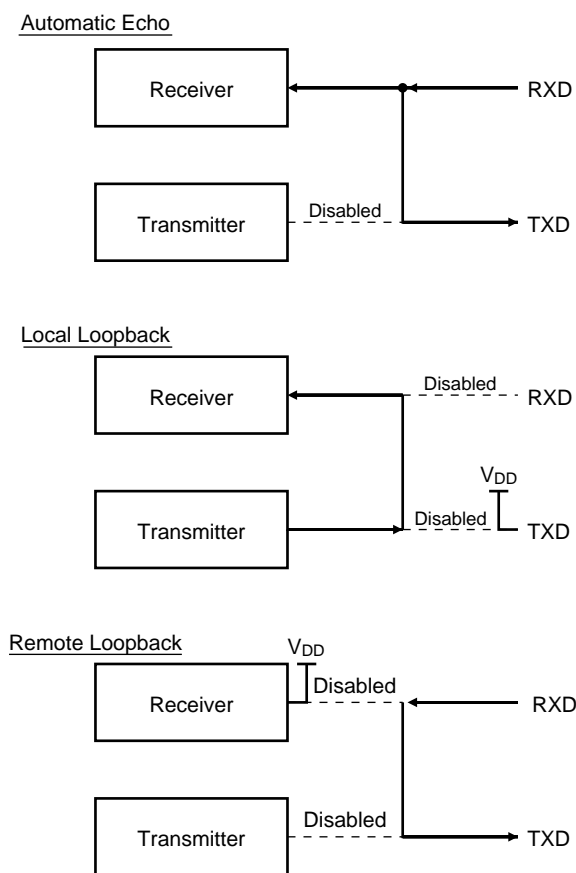 Automatic Echo
Receiver
RXD
Transmitter
Disabled
TXD
Local Loopback
Receiver
Disabled
RXD
VDD
Transmitter
Disabled
TXD
Remote Loopback
VDD
Receiver
Disabled
RXD
Transmitter
Disabled
TXD